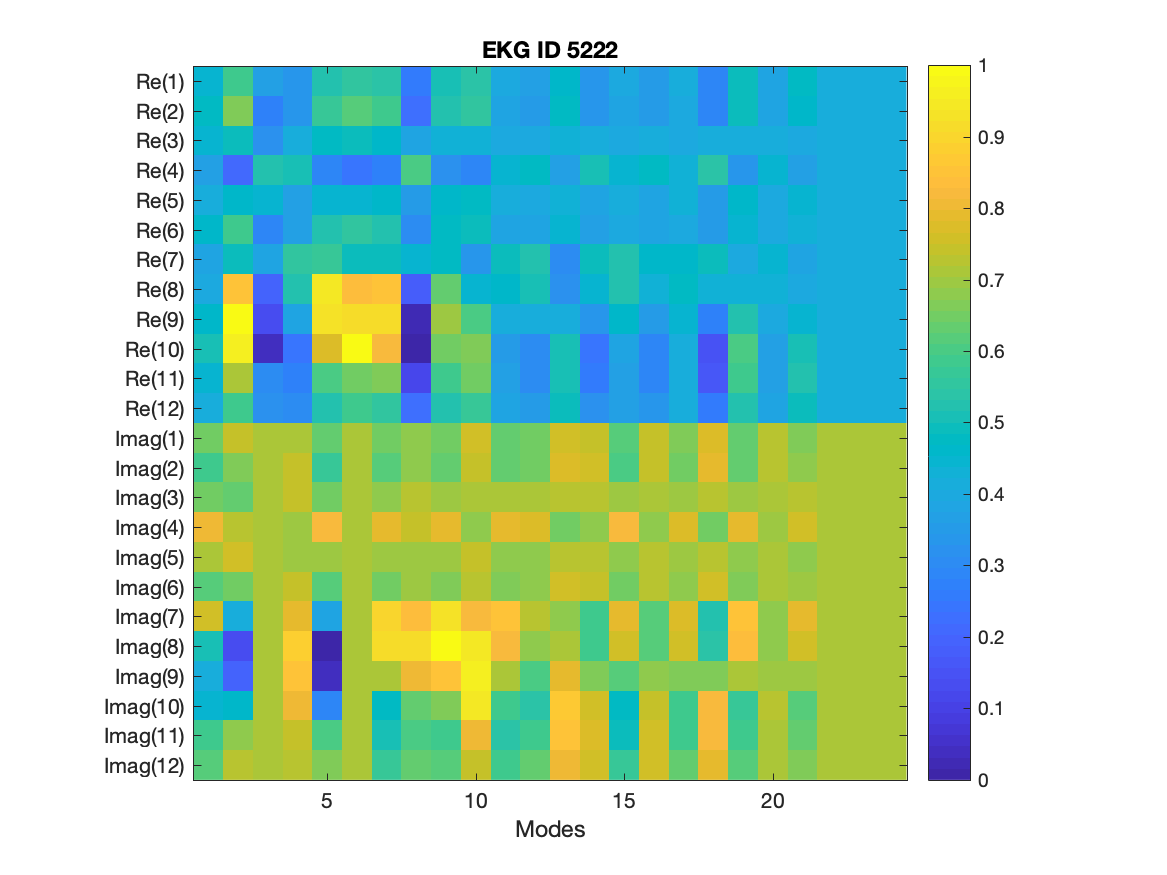 EKG ID 5222
Re(1)
Re(2)
Re(3)
Re(4)
Re(5)
Re(6)
Re(7)
Re(8)
Re(9)
Re(10)
Re(11)
Re(12)
Imag(1)
Imag(2)
Imag(3)
Imag(4)
Imag(5)
Imag(6)
Imag(7)
Imag(8)
Imag(9)
Imag(10)
Imag(11)
Imag(12)
5 10 15 20
Modes
1
0.9
0.8
0.7
0.6
0.5
0.4
0.3
0.2
0.1
0